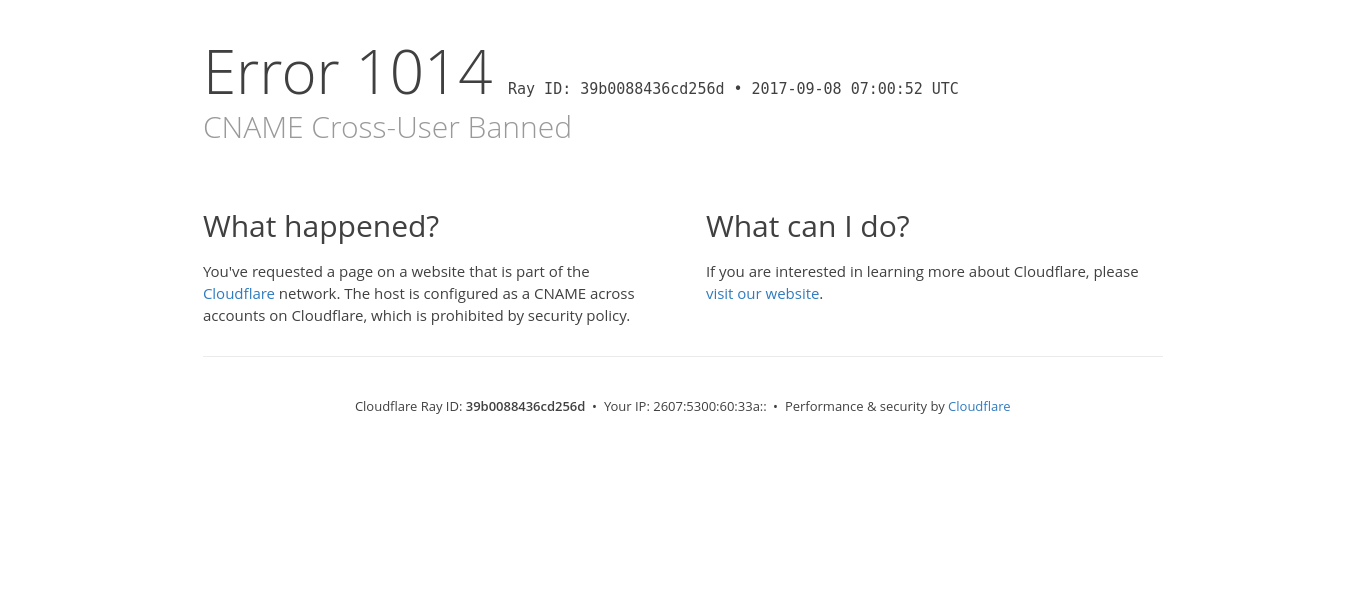 Error 1014 Ray ID: 39b0088436cd256d • 2017-09-08 07:00:52 UTC
CNAME Cross-User Banned
What happened?
You've requested a page on a website that is part of the
Cloudflare network. The host is configured as a CNAME across
accounts on Cloudflare, which is prohibited by security policy.
What can I do?
If you are interested in learning more about Cloudflare, please
visit our website.
Cloudflare Ray ID: 39b0088436cd256d • Your IP: 2607:5300:60:33a:: • Performance & security by Cloudflare